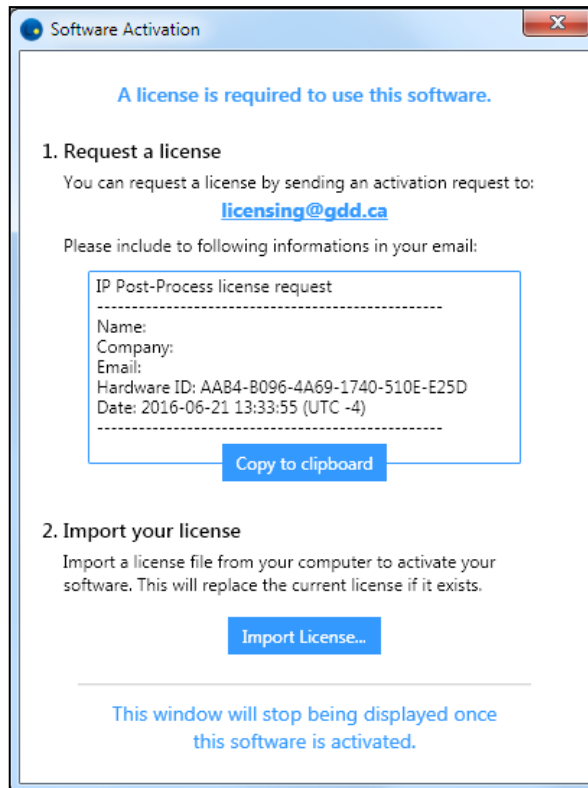 Software Activation
A license is required to use this software.
1. Request a license
You can request a license by sending an activation request to:
licensing@gdd.ca
Please include to following informations in your email:
IP Post-Process license request
------------------------------------------------
Name:
Company:
Email:
Hardware ID: AAB4-B096-4A69-1740-510E-E25D
Date: 2016-06-21 13:33:55 (UTC -4)
------------------------------------------------
Copy to clipboard
2. Import your license
Import a license file from your computer to activate your
software. This will replace the current license if it exists.
Import License...
This window will stop being displayed once
this software is activated.